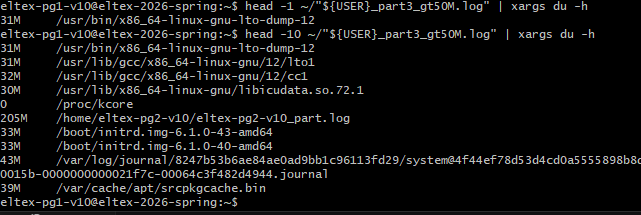 eltex-pg1-v10@eltex-2026-spring:~$ head -1 ~/"${USER}_part3_gt50M.log" | xargs du -h
31M /usr/bin/x86_64-linux-gnu-lto-dump-12
eltex-pg1-v10@eltex-2026-spring:~$ head -10 ~/"${USER}_part3_gt50M.log" | xargs du -h
31M /usr/bin/x86_64-linux-gnu-lto-dump-12
31M /usr/lib/gcc/x86_64-linux-gnu/12/lto1
32M /usr/lib/gcc/x86_64-linux-gnu/12/cc1
30M /usr/lib/x86_64-linux-gnu/libicudata.so.72.1
0 /proc/kcore
205M /home/eltex-pg2-v10/eltex-pg2-v10_part.log
33M /boot/initrd.img-6.1.0-43-amd64
33M /boot/initrd.img-6.1.0-40-amd64
43M /var/log/journal/8247b53b6ae84ae0ad9bb1c96113fd29/system@4f44ef78d53d4cd0a5555898b8c
0015b-0000000000021f7c-00064c3f482d4944.journal
39M /var/cache/apt/srcpkgcache.bin
eltex-pg1-v10@eltex-2026-spring:~$